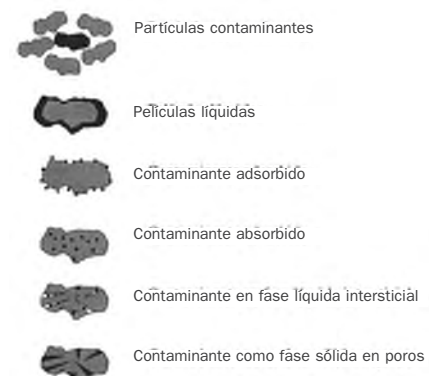 Partículas contaminantes
Películas líquidas
Contaminante adsorbido
Contaminante absorbido
Contaminante en fase líquida intersticial
Contaminante como fase sólida en poros